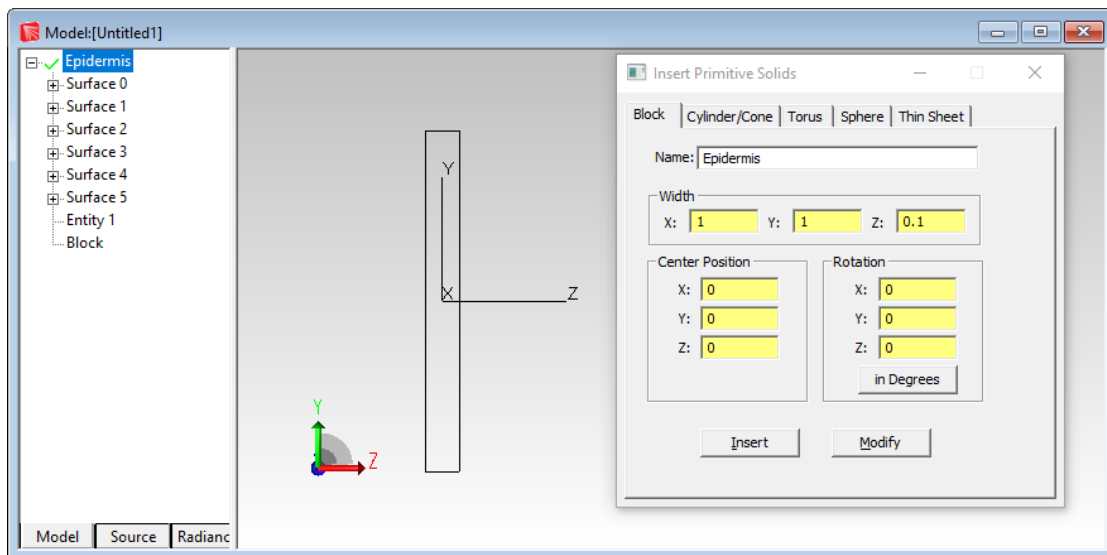 Model:[Untitled1]
Epidermis
Surface 0
Surface 1
Surface 2
Surface 3
Surface 4
Surface 5
Entity 1
Block
Model Source Radianc
Y
X
Z
Y
Z
Insert Primitive Solids
Block Cylinder/Cone Torus Sphere Thin Sheet
Name: Epidermis
Width
X: 1 Y: 1 Z: 0.1
Center Position
X: 0
Y: 0
Z: 0
Rotation
X: 0
Y: 0
Z: 0
in Degrees
Insert Modify